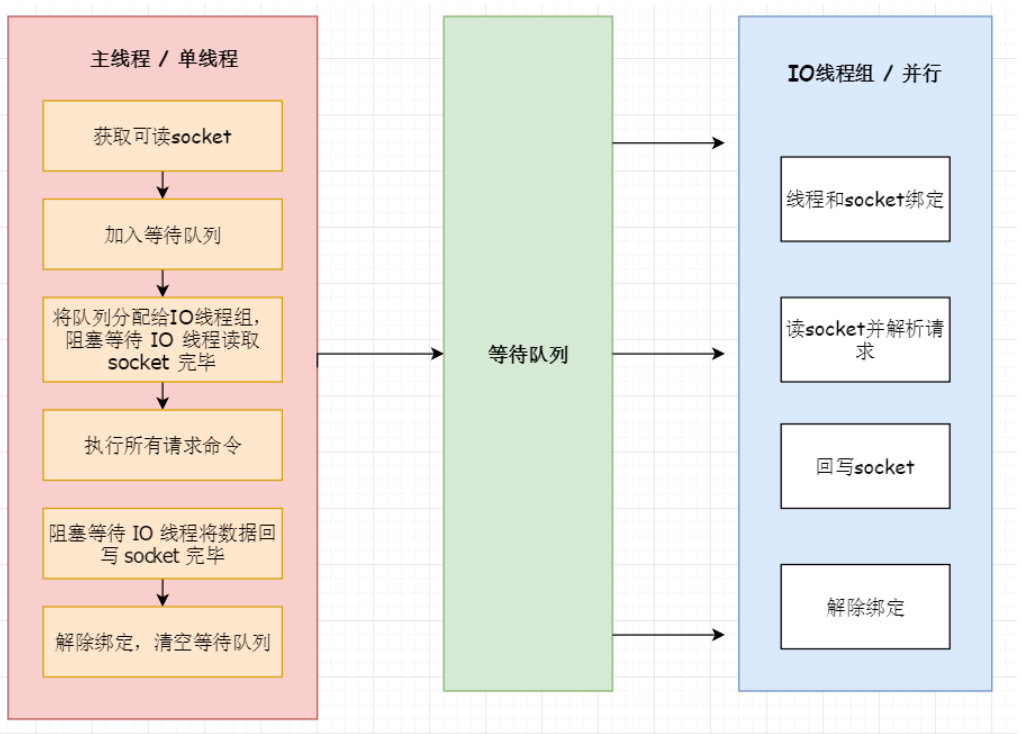 主线程 / 单线程
获取可读socket
加入等待队列
将队列分配给IO线程组，
阻塞等待 IO 线程读取
socket 完毕
执行所有请求命令
阻塞等待 IO 线程将数据回
写 socket 完毕
解除绑定，清空等待队列
等待队列
IO线程组 / 并行
线程和socket绑定
读socket并解析请
求
回写socket
解除绑定